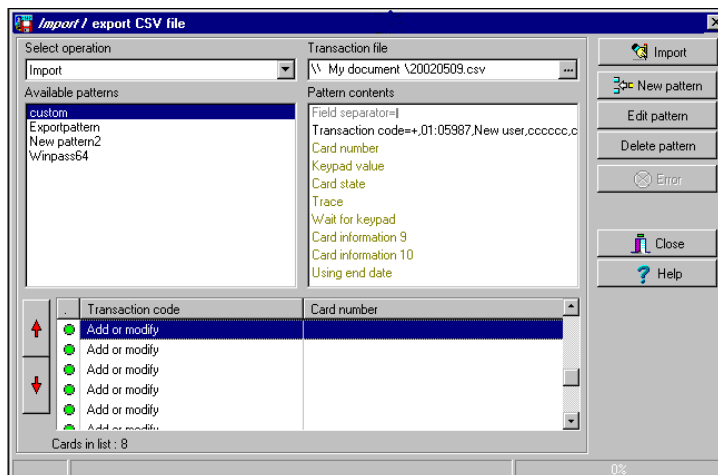 Import / export CSV file
Select operation
Transaction file
Import
Import
\\ My document \20020509.csv
...
New pattern
Available patterns
Pattern contents
custom
Exportpattern
New pattern2
Winpass64
Field separator=|
Transaction code=+,01:05987,New user,cccccc,c
Card number
Keypad value
Card state
Trace
Wait for keypad
Card information 9
Card information 10
Using end date
Edit pattern
Delete pattern
Error
Close
Help
. Transaction code Card number
Add or modify
Add or modify
Add or modify
Add or modify
Add or modify
Add or modify
Cards in list : 8
0%